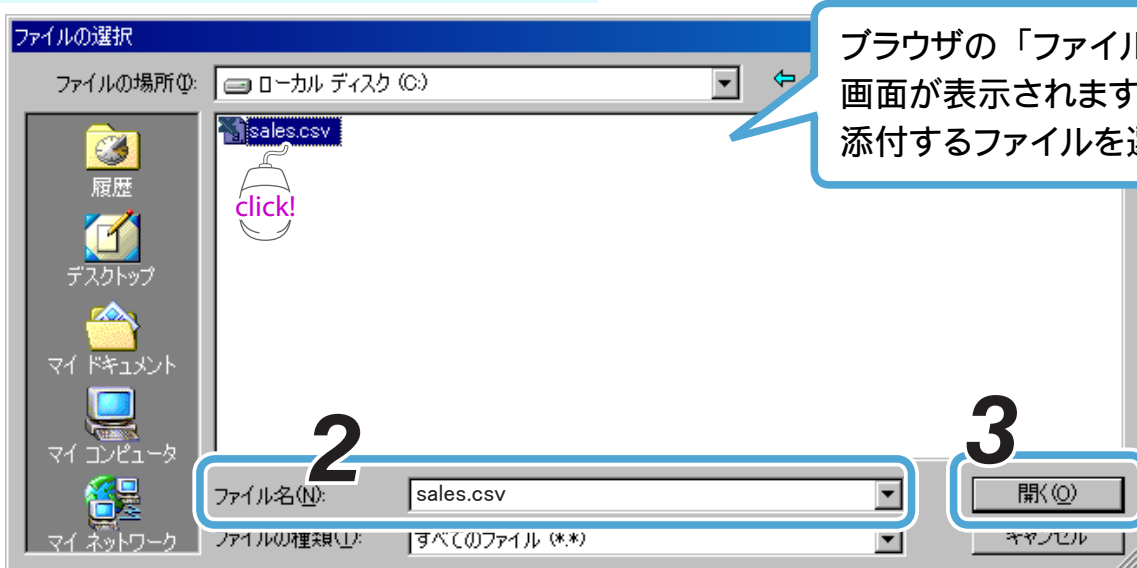 ファイルの選択
ブラウザの「ファイル
画面が表示されます
添付するファイルを
ファイルの場所(I):
ローカル ディスク (C:)
sales.csv
click!
履歴
デスクトップ
マイ ドキュメント
マイ コンピュータ
マイ ネットワーク
2
3
ファイル名(N):
sales.csv
開く(O)
ファイルの種類(T):
すべてのファイル (*.*)
キャンセル